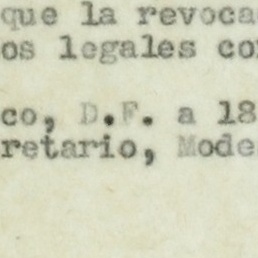 que la revoca
os legales co
co, D.F. a 18
retario, Mode